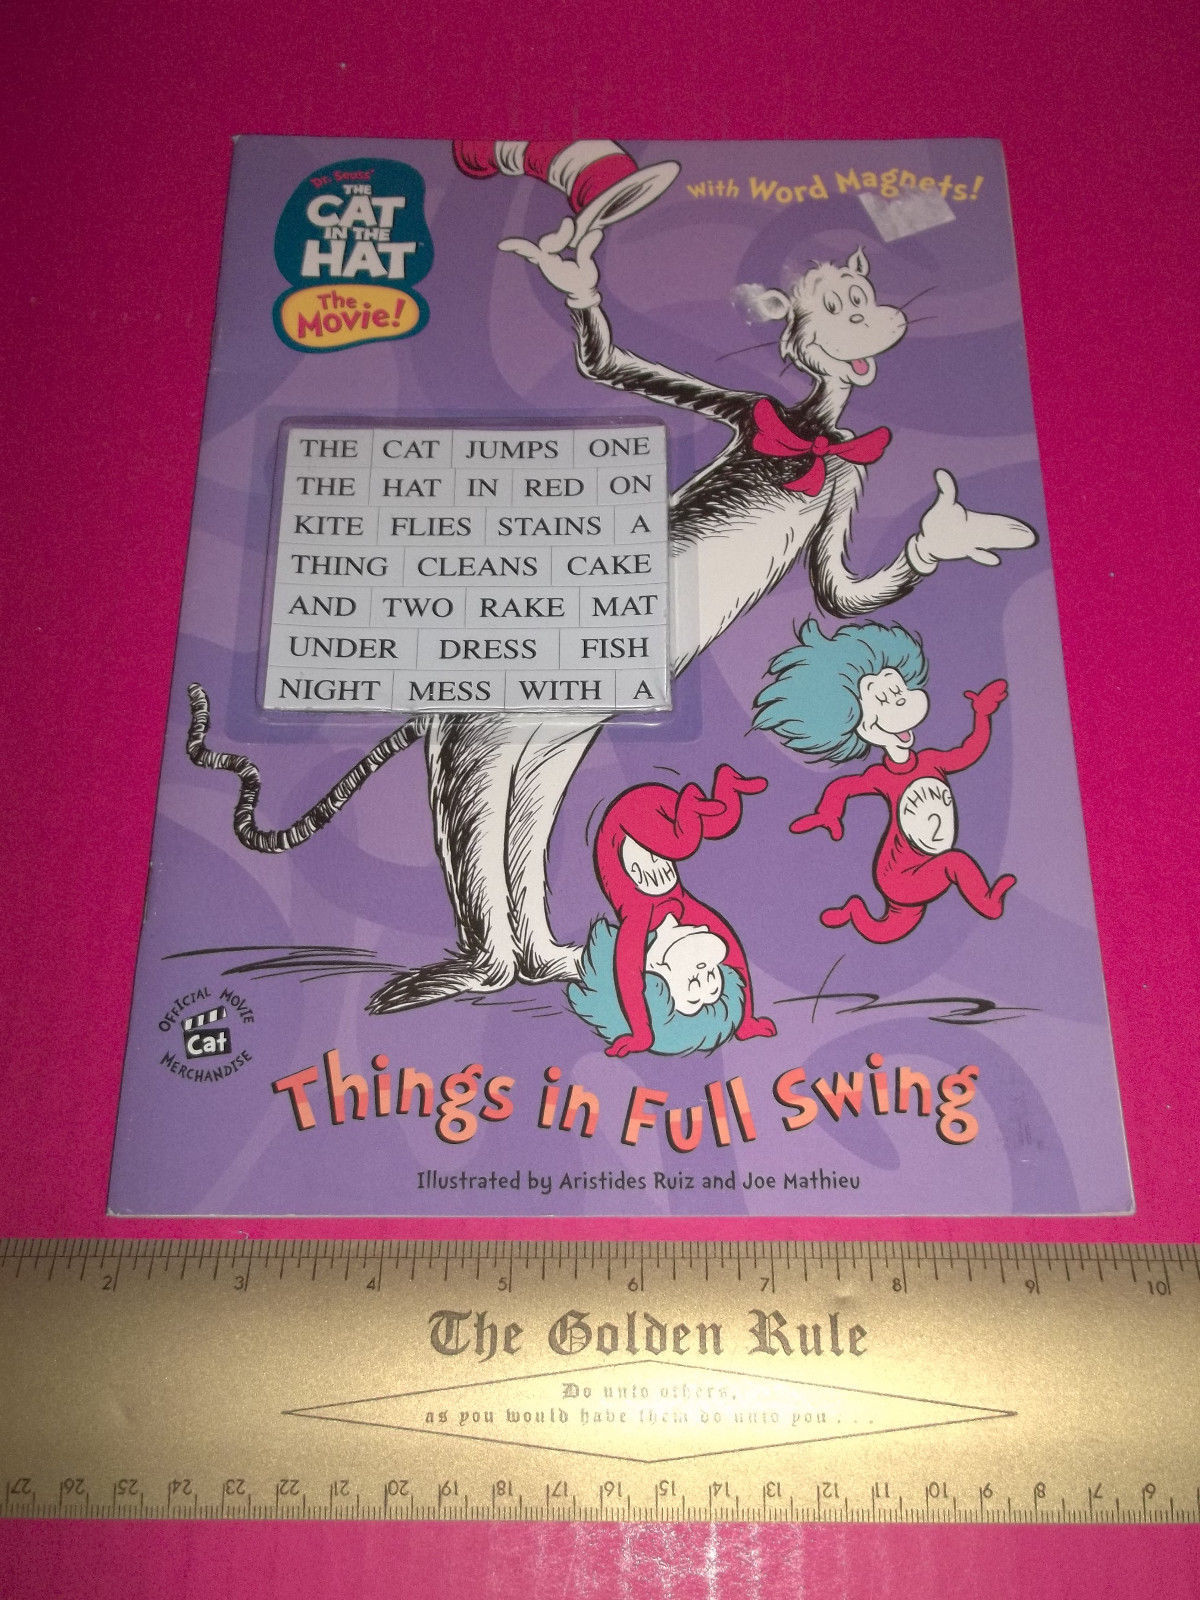 Dr. Seuss'
THE
CAT
IN THE
HAT™
The
Movie!
With Word Magnets!
THE CAT JUMPS ONE
THE HAT IN RED ON
KITE FLIES STAINS A
THING CLEANS CAKE
AND TWO RAKE MAT
UNDER DRESS FISH
NIGHT MESS WITH A
THING
2
THING
OFFICIAL MOVIE
Cat
MERCHANDISE
Things in Full Swing
Illustrated by Aristides Ruiz and Joe Mathieu
2 3 4 5 6 7 8 9 10
The Golden Rule
Do unto others,
as you would have them do unto you . . .
27 26 25 24 23 22 21 20 19 18 17 16 15 14 13 12 11 10 9 8 7 6